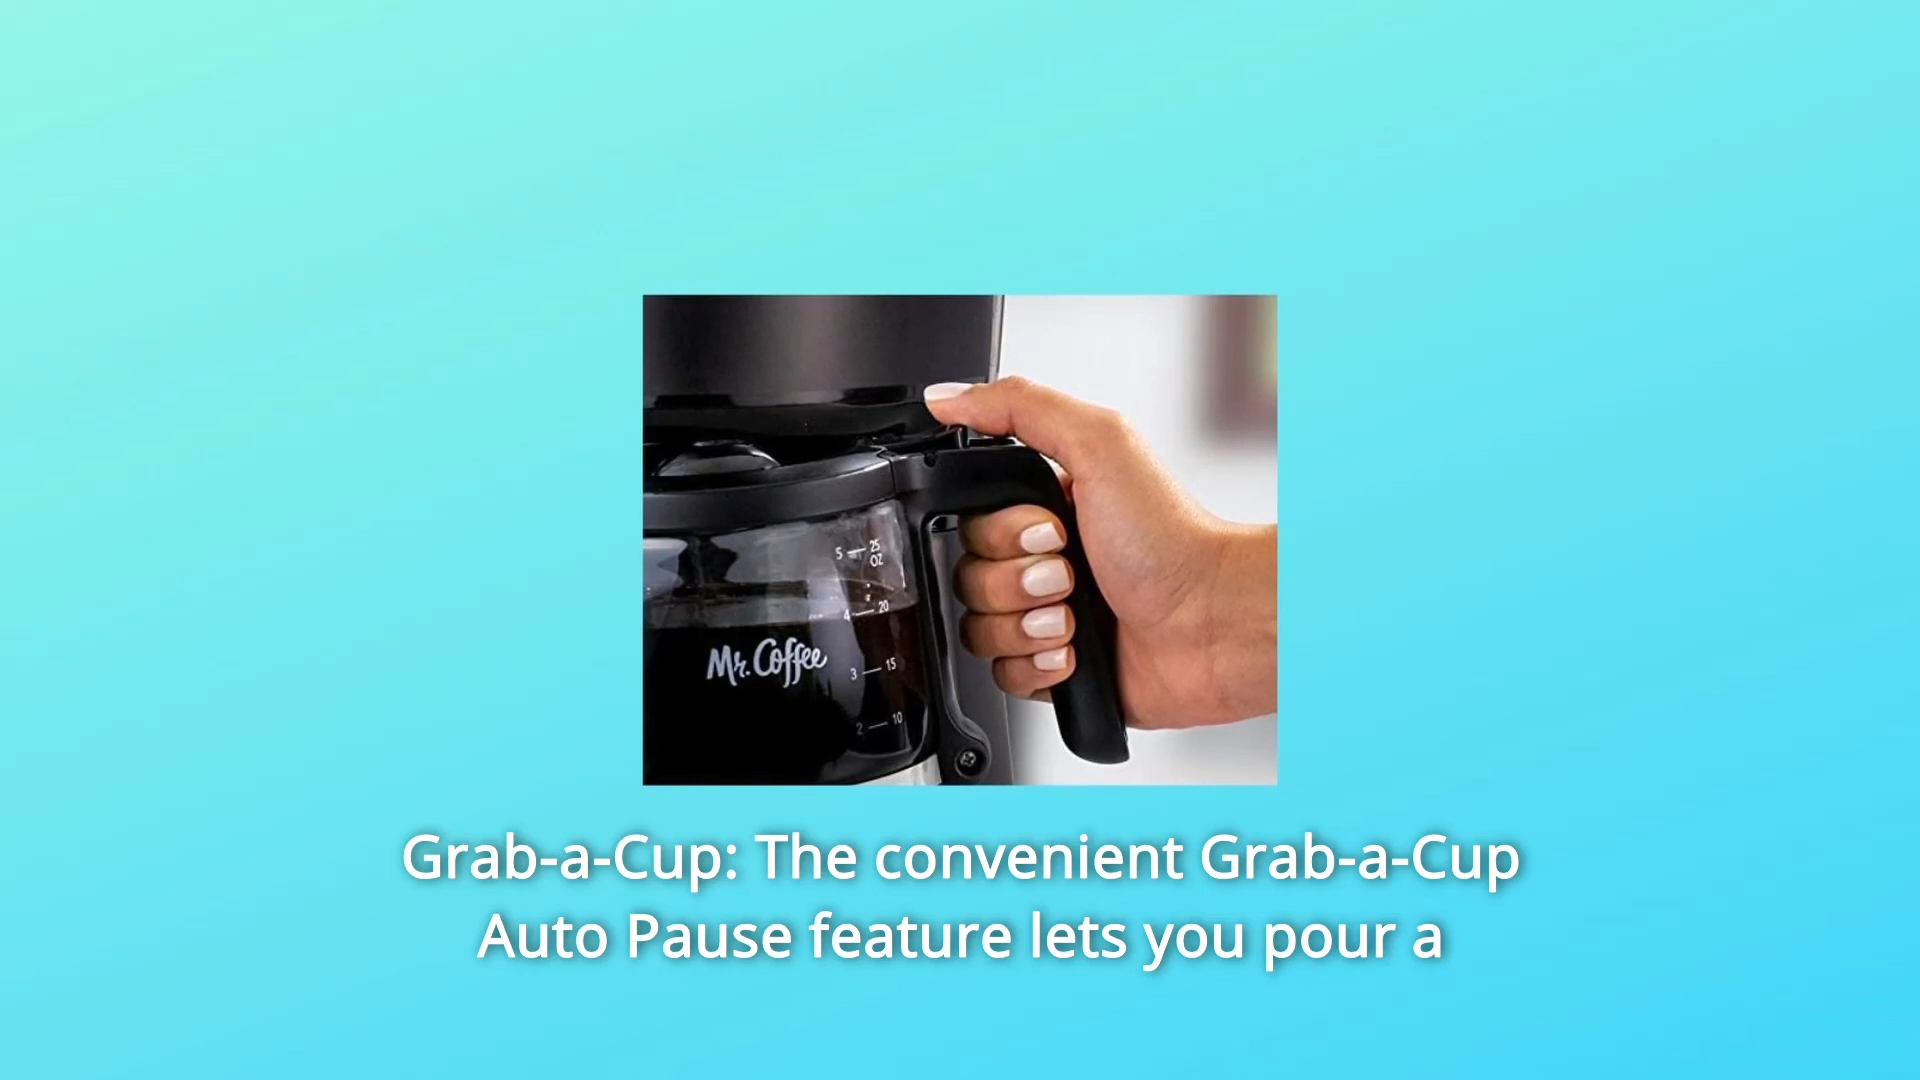 5 — 25
OZ
4 — 20
Mr. Coffee
3 — 15
2 — 10
Grab-a-Cup: The convenient Grab-a-Cup
Auto Pause feature lets you pour a